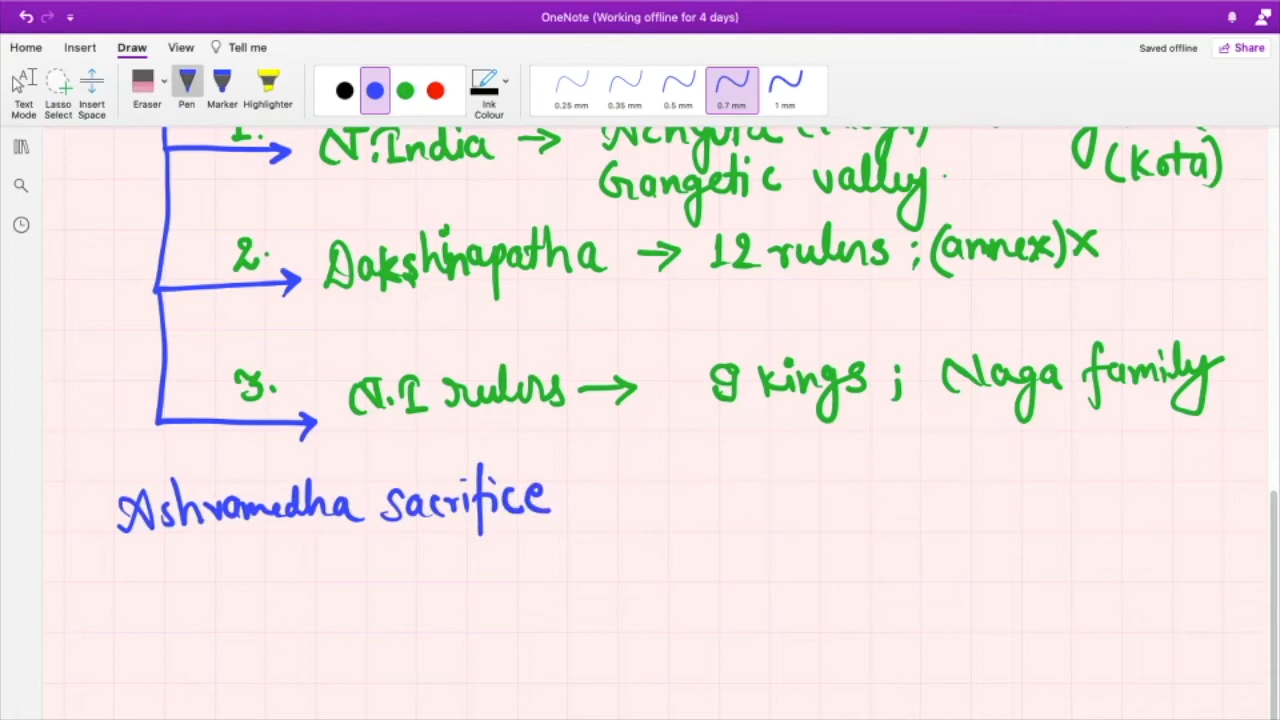 OneNote (Working offline for 4 days)
Home Insert Draw View Tell me Saved offline Share
Text Mode Lasso Select Insert Space Eraser Pen Marker Highlighter Ink Colour 0.25 mm 0.35 mm 0.5 mm 0.7 mm 1 mm
1. N.India →
Gangetic valley. (Kota)
2. Dakshinapatha → 12 rulers ; (annex)x
3. N.I rulers → 9 kings ; Naga family
Ashvamedha sacrifice